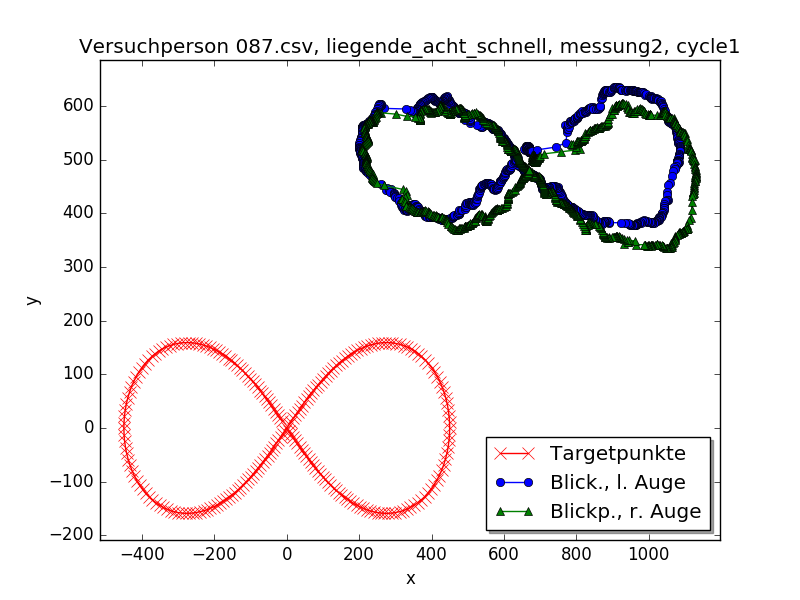 Versuchperson 087.csv, liegende_acht_schnell, messung2, cycle1
y
600
500
400
300
200
100
0
−100
−200
−400
−200
0
200
400
600
800
1000
x
Targetpunkte
Blick., l. Auge
Blickp., r. Auge